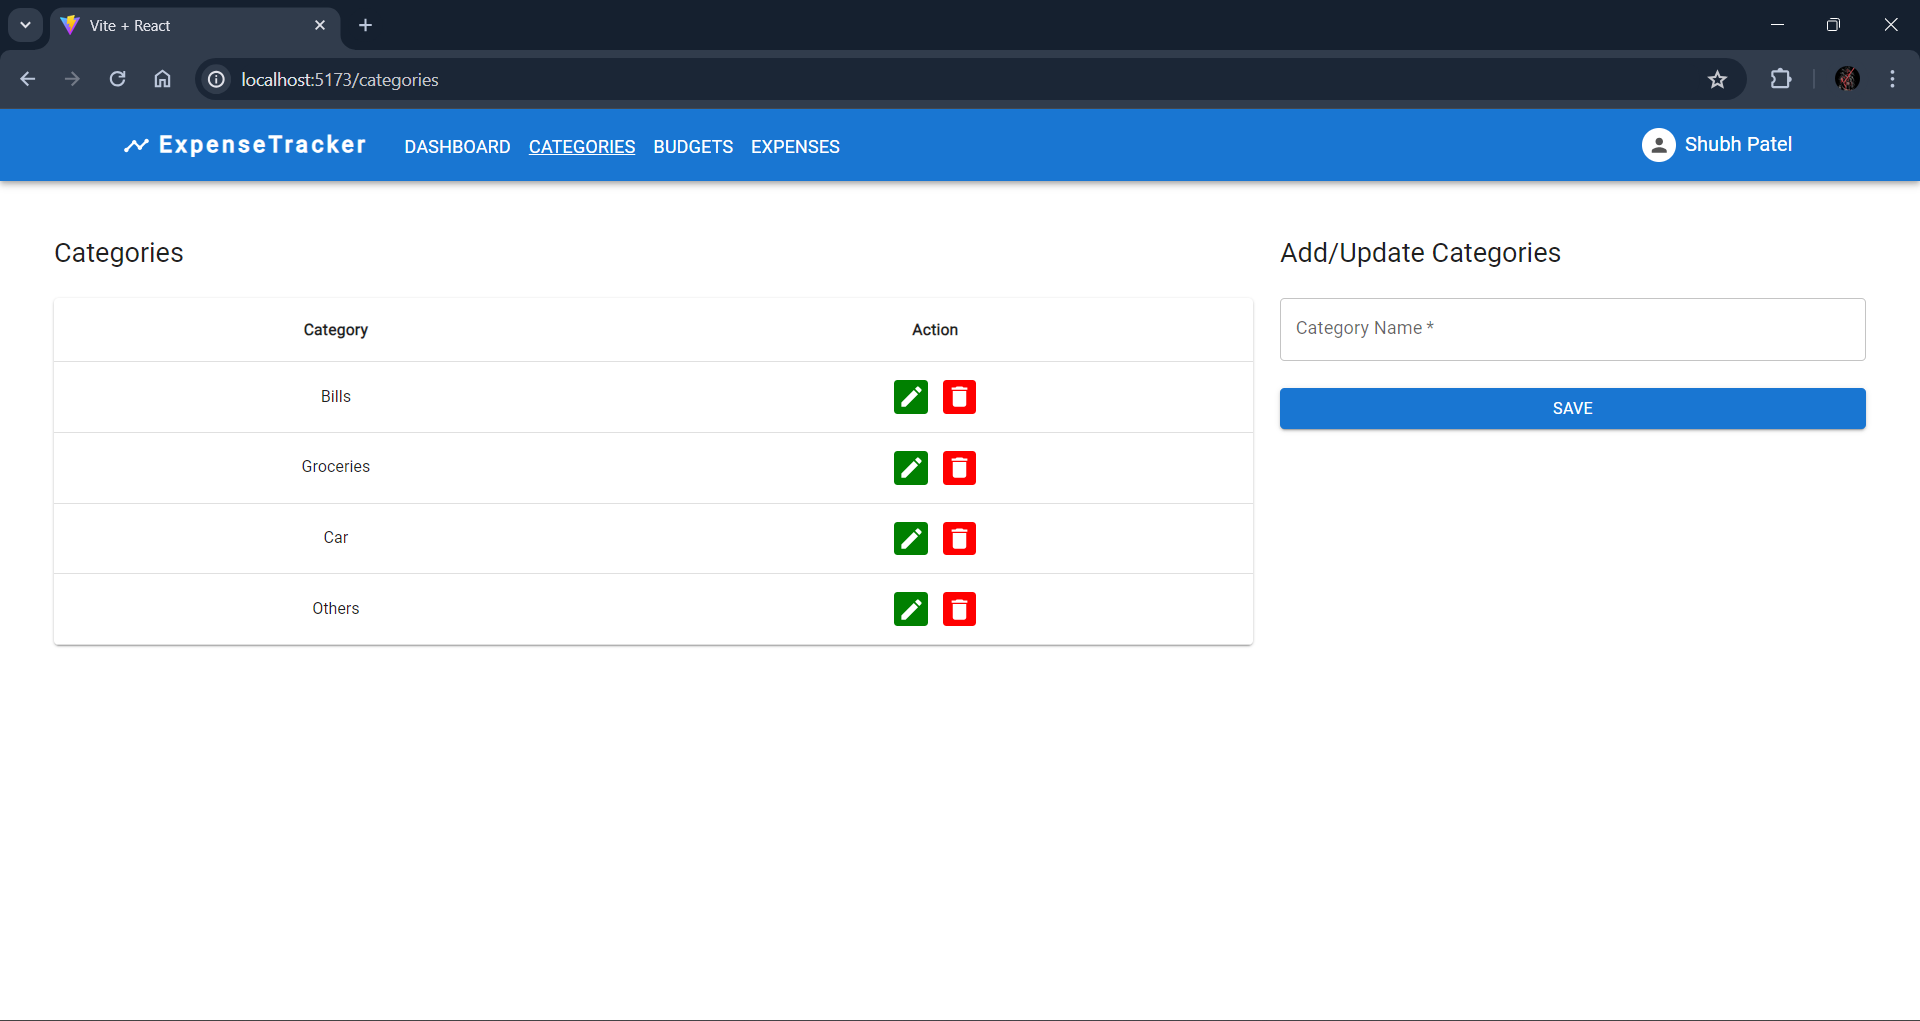 Vite + React
localhost:5173/categories
ExpenseTracker DASHBOARD CATEGORIES BUDGETS EXPENSES Shubh Patel
Categories
Category Action
Bills
Groceries
Car
Others
Add/Update Categories
Category Name *
SAVE